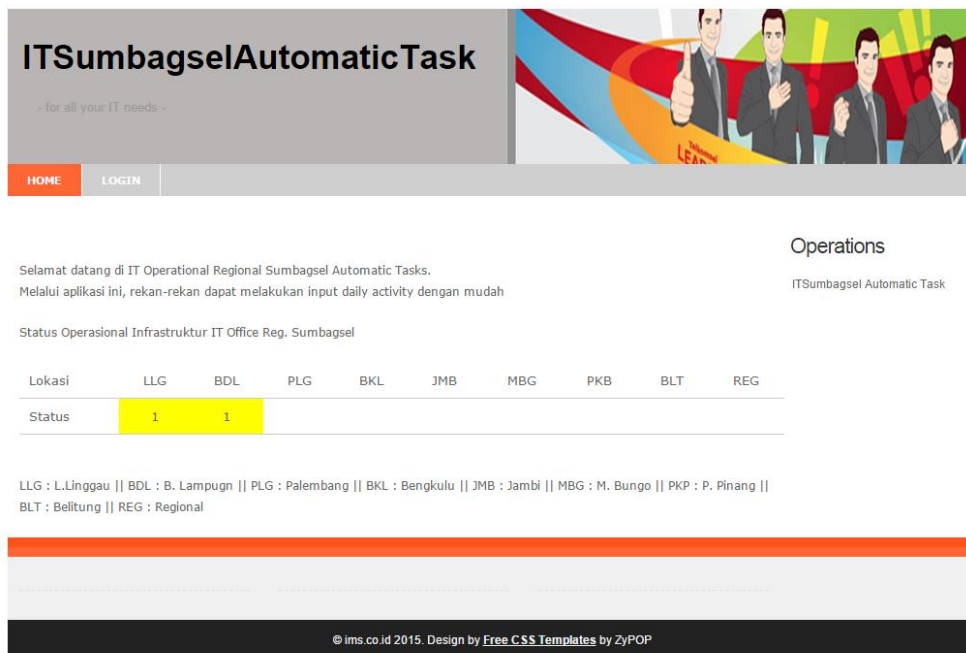 ITSumbagselAutomaticTask
- for all your IT needs -
Telkomsel
HOME LOGIN
Operations
ITSumbagsel Automatic Task
Selamat datang di IT Operational Regional Sumbagsel Automatic Tasks.
Melalui aplikasi ini, rekan-rekan dapat melakukan input daily activity dengan mudah
Status Operasional Infrastruktur IT Office Reg. Sumbagsel
Lokasi LLG BDL PLG BKL JMB MBG PKB BLT REG
Status 1 1
LLG : L.Linggau || BDL : B. Lampugn || PLG : Palembang || BKL : Bengkulu || JMB : Jambi || MBG : M. Bungo || PKP : P. Pinang ||
BLT : Belitung || REG : Regional
© ims.co.id 2015. Design by Free CSS Templates by ZyPOP